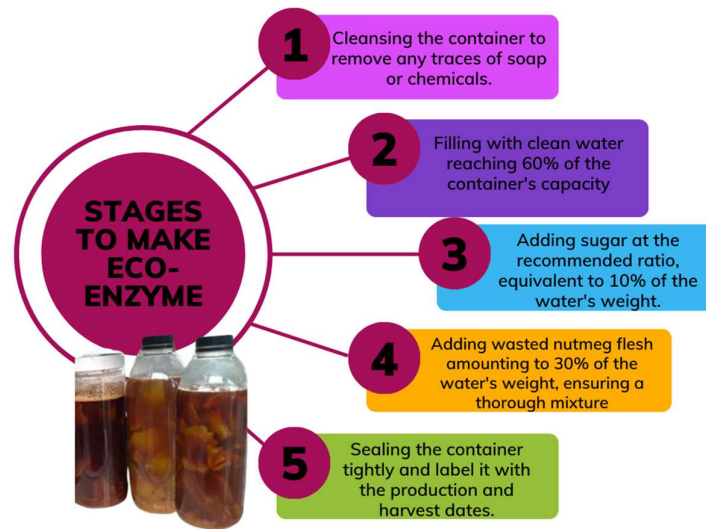 STAGES
TO MAKE
ECO-
ENZYME
1
Cleansing the container to
remove any traces of soap
or chemicals.
2
Filling with clean water
reaching 60% of the
container's capacity
3
Adding sugar at the
recommended ratio,
equivalent to 10% of the
water's weight.
4
Adding wasted nutmeg flesh
amounting to 30% of the
water's weight, ensuring a
thorough mixture
5
Sealing the container
tightly and label it with
the production and
harvest dates.